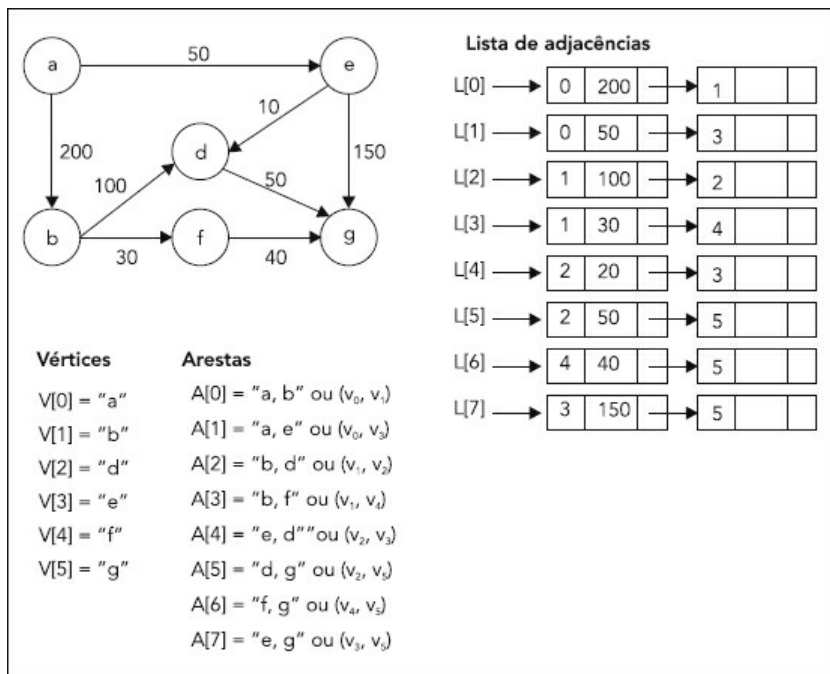 a
50
e
10
200
d
150
100
50
b
f
g
30
40
Lista de adjacências
L[0] 0 200 1
L[1] 0 50 3
L[2] 1 100 2
L[3] 1 30 4
L[4] 2 20 3
L[5] 2 50 5
L[6] 4 40 5
L[7] 3 150 5
Vértices
V[0] = "a"
V[1] = "b"
V[2] = "d"
V[3] = "e"
V[4] = "f"
V[5] = "g"
Arestas
A[0] = "a, b" ou (v₀, v₁)
A[1] = "a, e" ou (v₀, v₃)
A[2] = "b, d" ou (v₁, v₂)
A[3] = "b, f" ou (v₁, v₄)
A[4] = "e, d""ou (v₂, v₃)
A[5] = "d, g" ou (v₂, v₅)
A[6] = "f, g" ou (v₄, v₅)
A[7] = "e, g" ou (v₃, v₅)